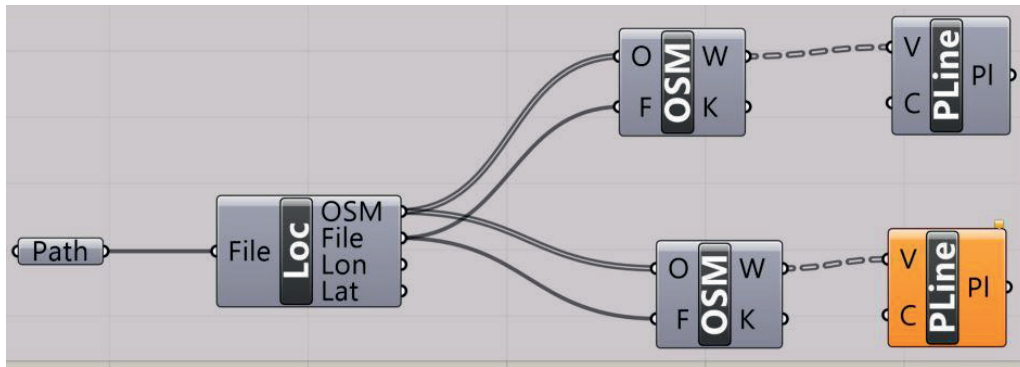 Path
File
Loc
OSM
File
Lon
Lat
O
F
OSM
W
K
V
C
PLine
Pl
O
F
OSM
W
K
V
C
PLine
Pl